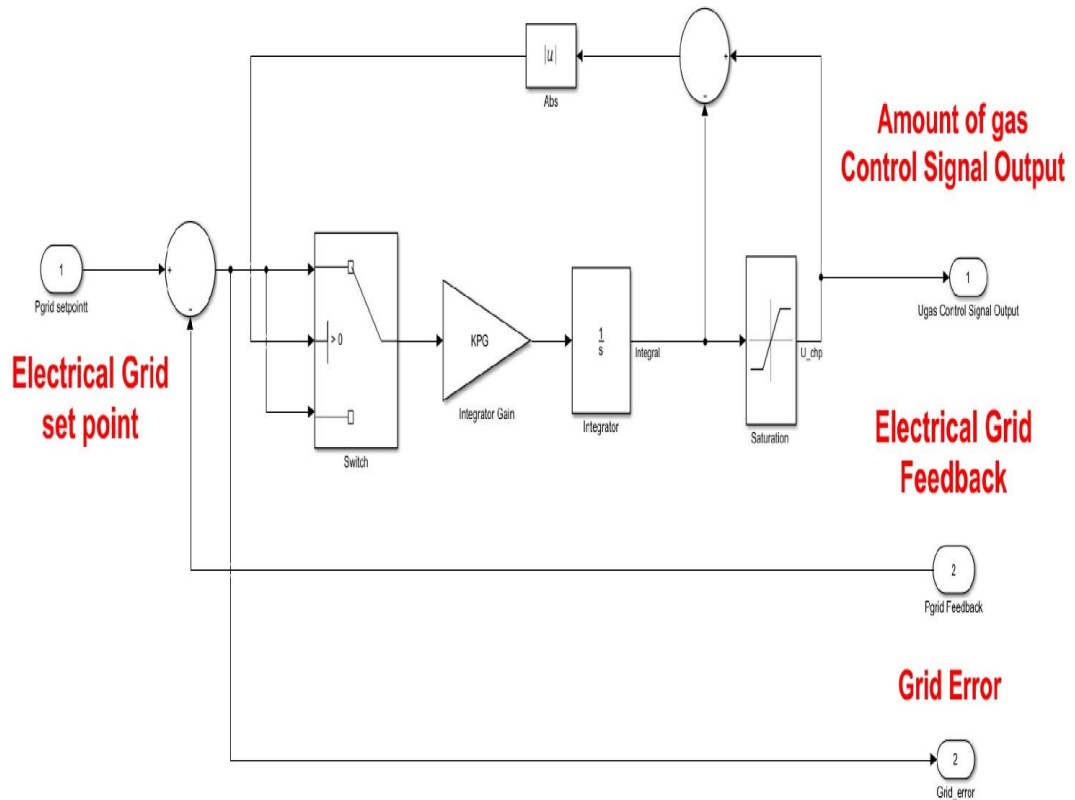 |u|
Abs
+
-
Amount of gas
Control Signal Output
1
Pgrid setpointt
+
-
> 0
Switch
KPG
Integrator Gain
1
s
Integrator
Integral
Saturation
U_chp
1
Ugas Control Signal Output
Electrical Grid
set point
Electrical Grid
Feedback
2
Pgrid Feedback
Grid Error
2
Grid_error